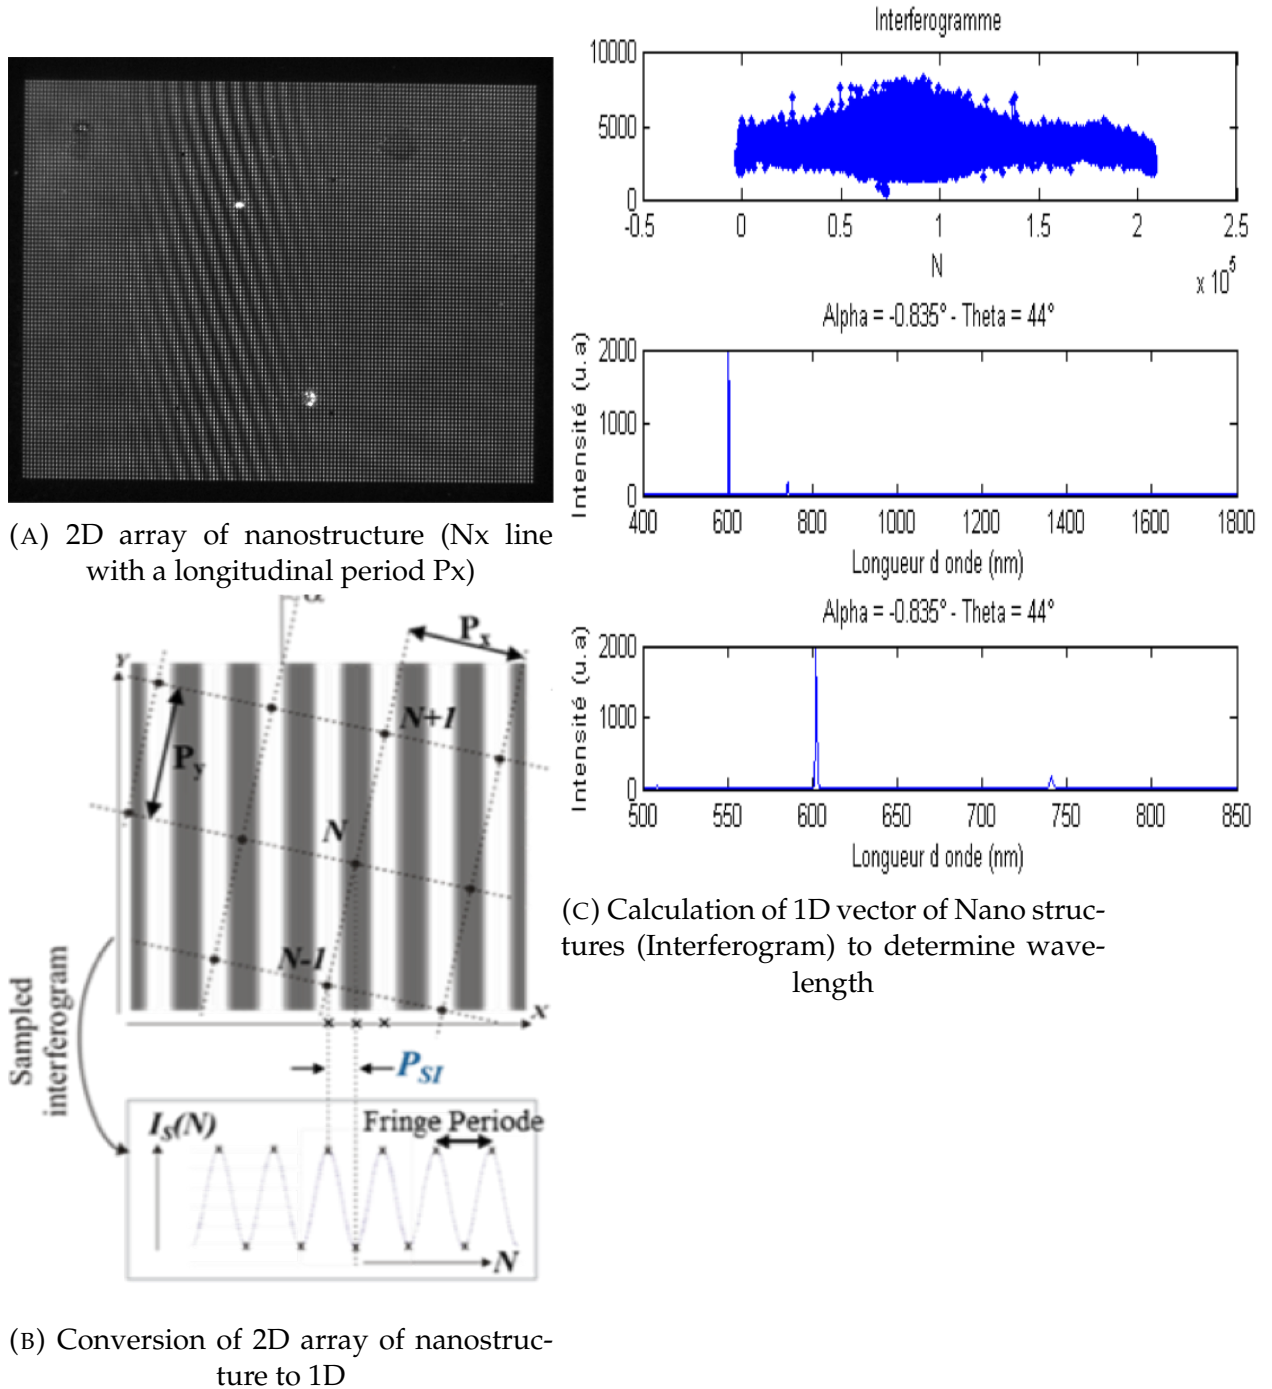 (A) 2D array of nanostructure (Nx line
with a longitudinal period Px)
α
Px
Y
N+1
Py
N
N-1
X
Sampled
interferogram
PSI
IS(N)
Fringe Periode
N
(B) Conversion of 2D array of nanostruc-
ture to 1D
Interferogramme
10000
5000
0
-0.5 0 0.5 1 1.5 2 2.5
N
x 10^5
Alpha = -0.835° - Theta = 44°
Intensité (u.a)
2000
1000
0
400 600 800 1000 1200 1400 1600 1800
Longueur d onde (nm)
Alpha = -0.835° - Theta = 44°
Intensité (u.a)
2000
1000
0
500 550 600 650 700 750 800 850
Longueur d onde (nm)
(C) Calculation of 1D vector of Nano struc-
tures (Interferogram) to determine wave-
length